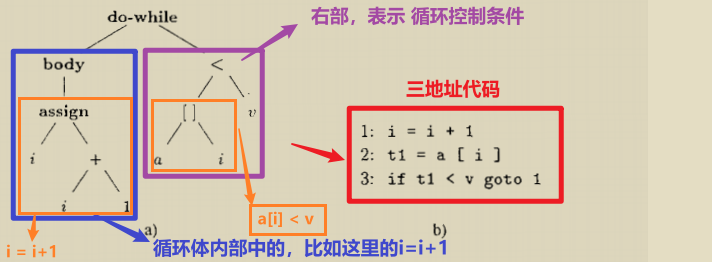 do-while
右部，表示 循环控制条件
body
<
assign
[ ]
v
三地址代码
i
+
a
i
1: i = i + 1
2: t1 = a [ i ]
3: if t1 < v goto 1
i
1
a[i] < v
a)
b)
i = i+1
循环体内部中的，比如这里的i=i+1